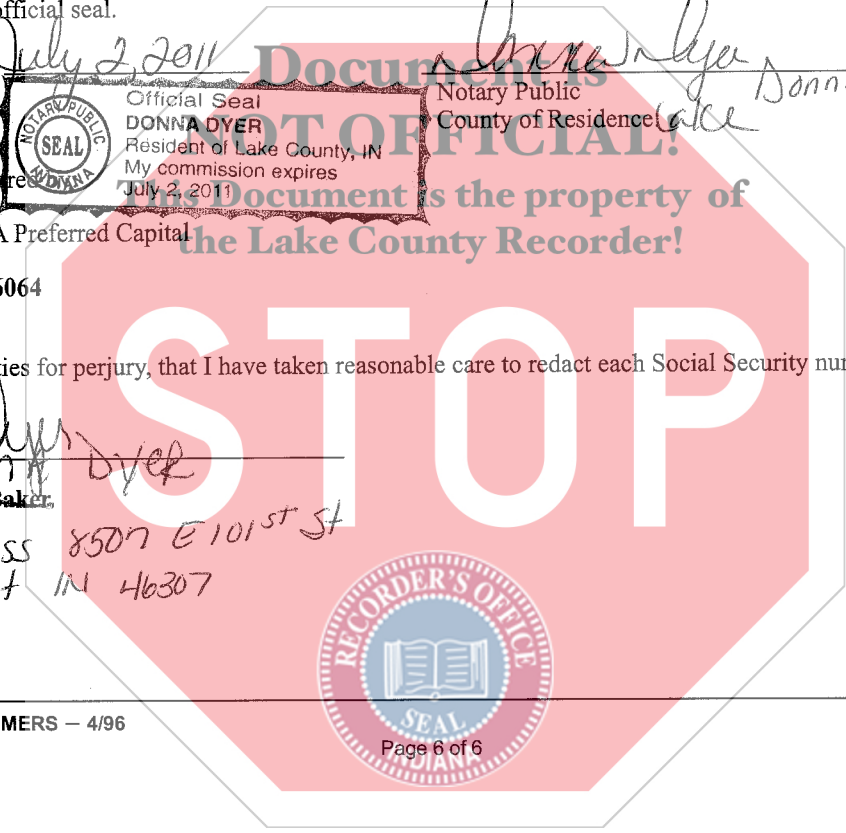 official seal.
July 2, 2011
Document is
Notary Public
Donn
County of Residence Lake
NOT OFFICIAL!
NOTARY PUBLIC
SEAL
INDIANA
Official Seal
DONNA DYER
Resident of Lake County, IN
My commission expires
July 2, 2011
This Document is the property of
the Lake County Recorder!
A Preferred Capital
6064
ties for perjury, that I have taken reasonable care to redact each Social Security num
STOP
DYER
Baker,
ss 8507 E 101st St
t IN 46307
RECORDER'S OFFICE
SEAL
INDIANA
MERS – 4/96
Page 6 of 6